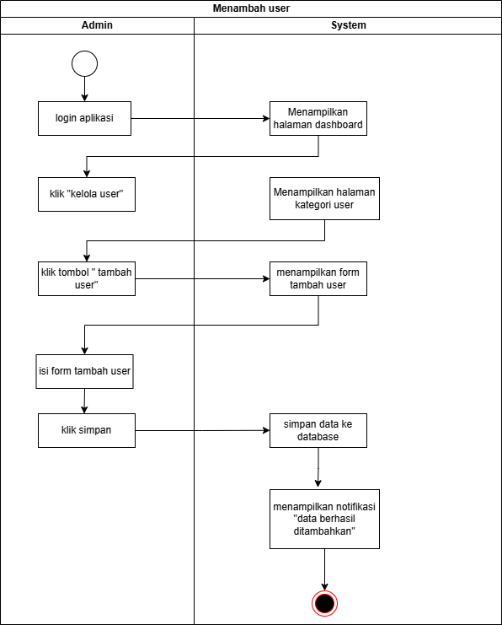 Menambah user
Admin
System
login aplikasi
Menampilkan
halaman dashboard
klik "kelola user"
Menampilkan halaman
kategori user
klik tombol " tambah
user"
menampilkan form
tambah user
isi form tambah user
klik simpan
simpan data ke
database
menampilkan notifikasi
"data berhasil
ditambahkan"